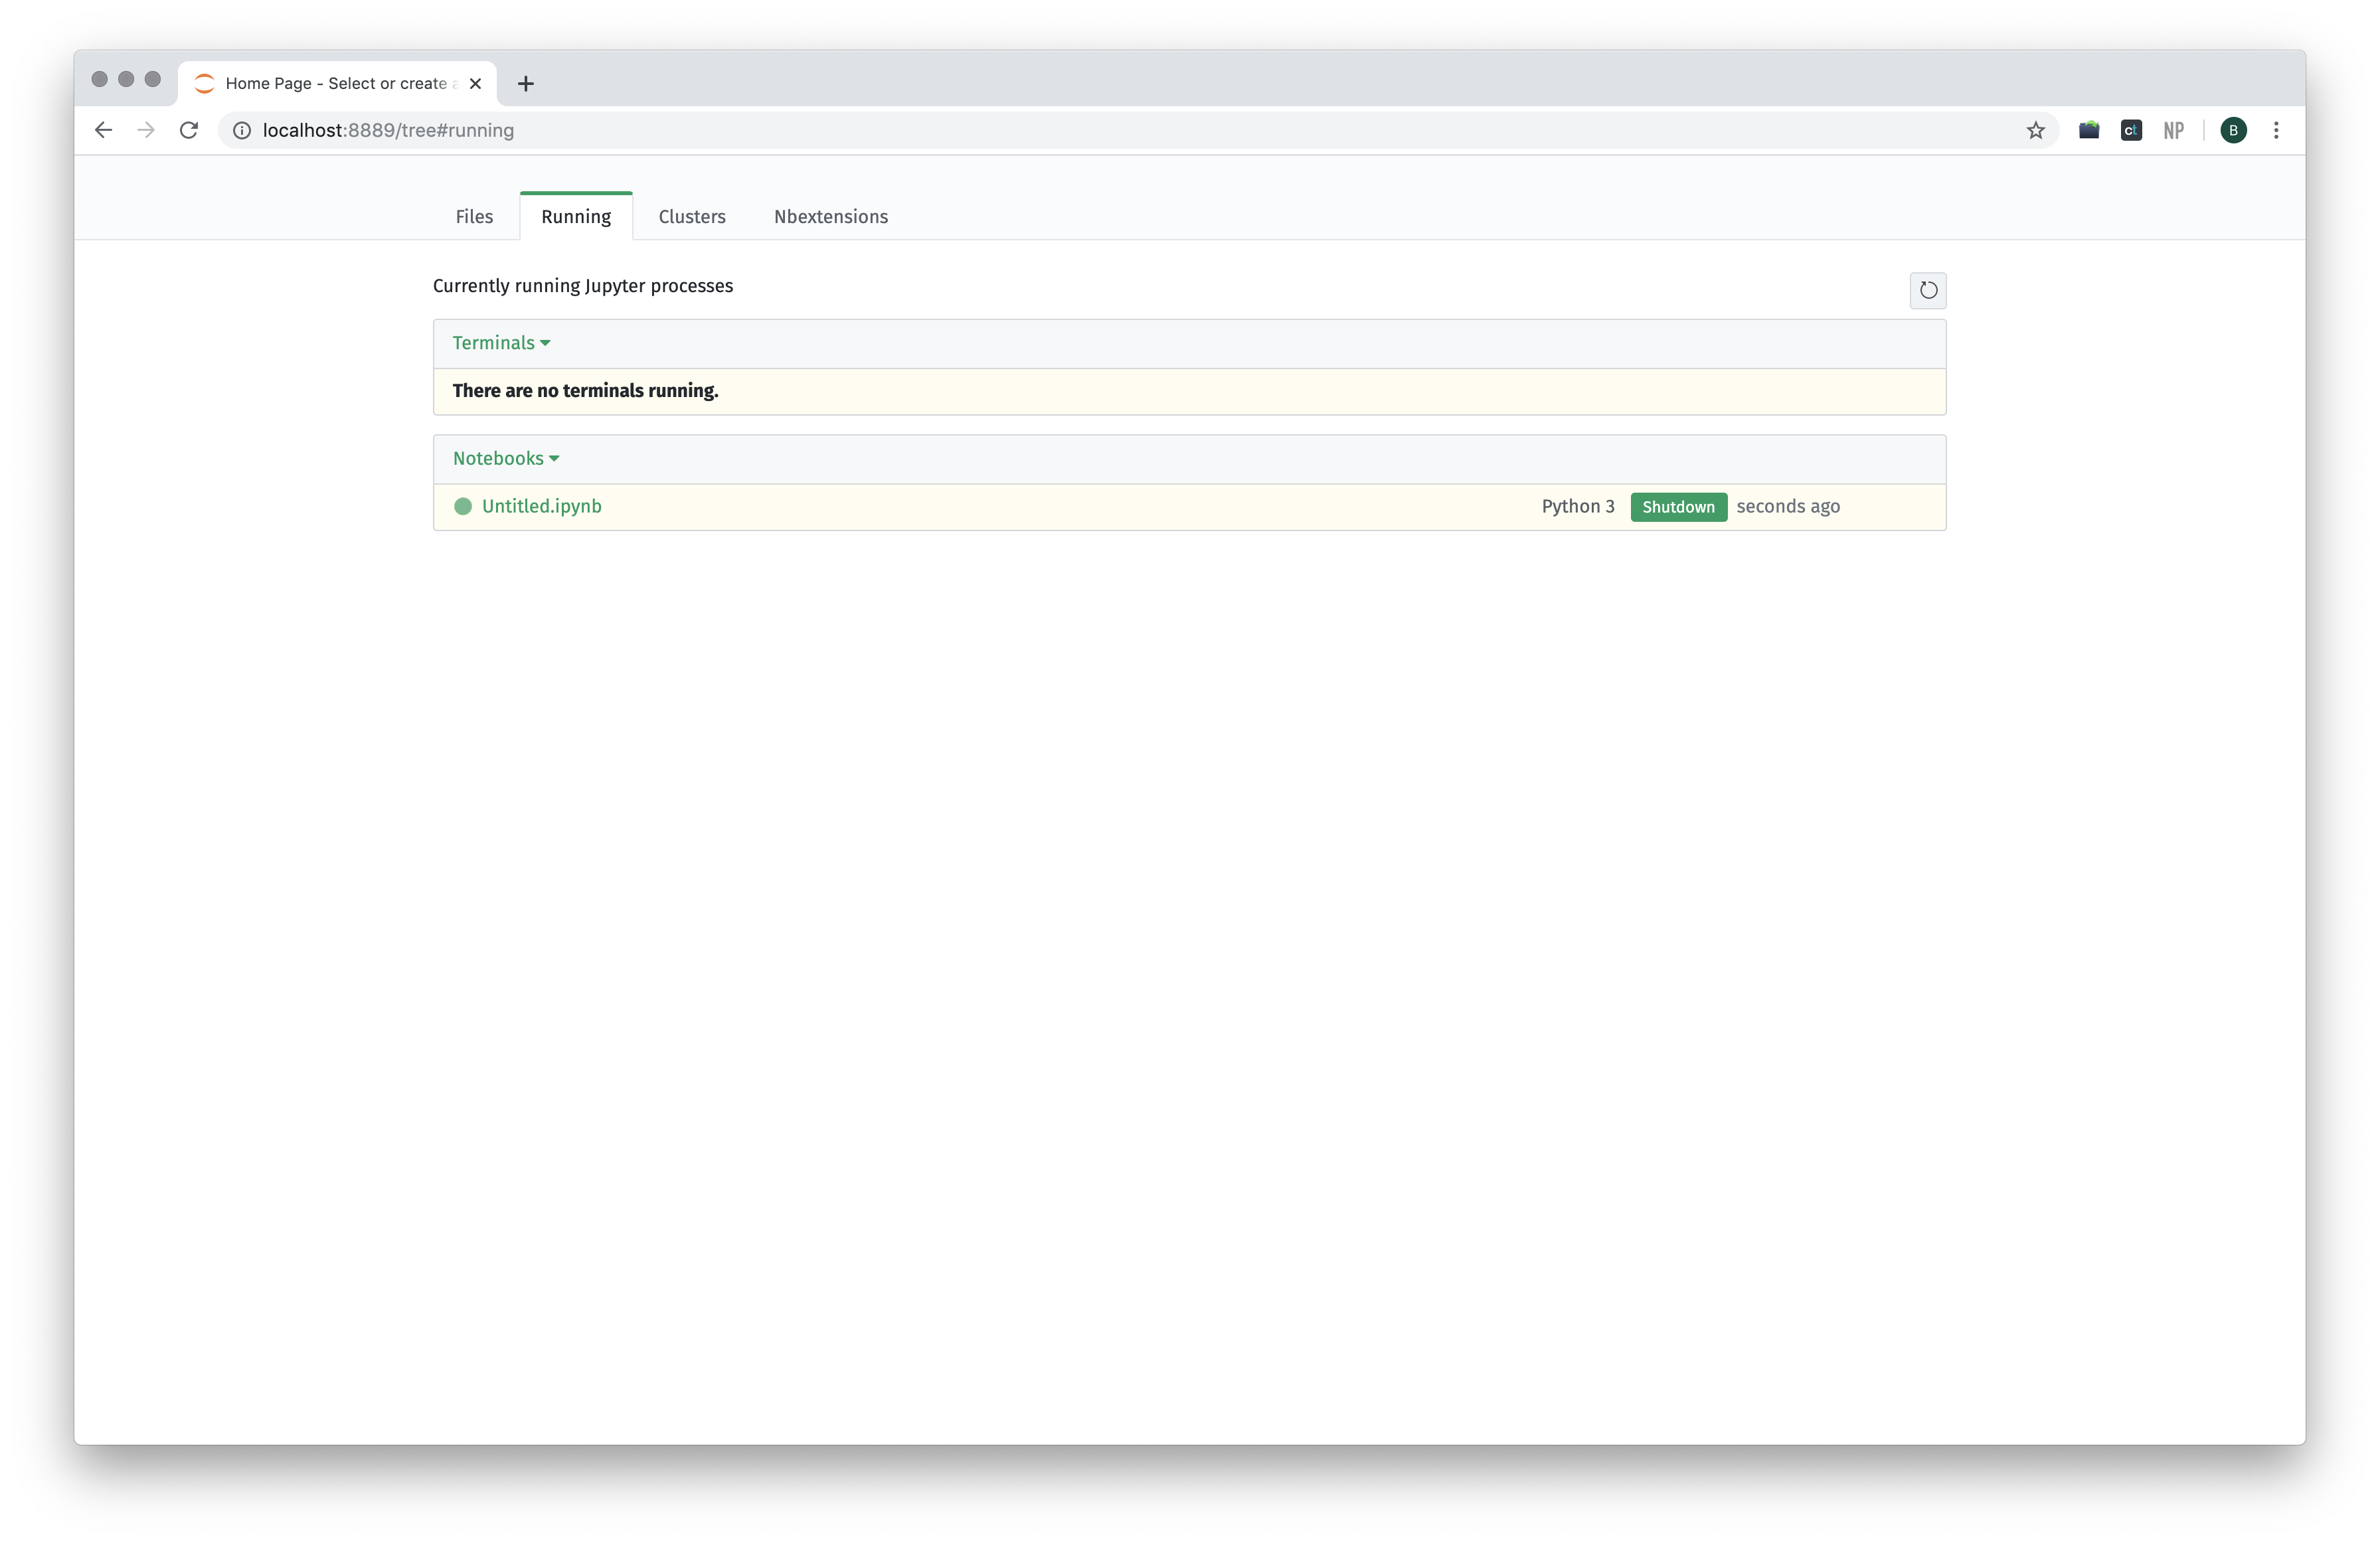 Home Page - Select or create a
localhost:8889/tree#running
ct
NP
B
Files
Running
Clusters
Nbextensions
Currently running Jupyter processes
Terminals
There are no terminals running.
Notebooks
Untitled.ipynb Python 3 Shutdown seconds ago